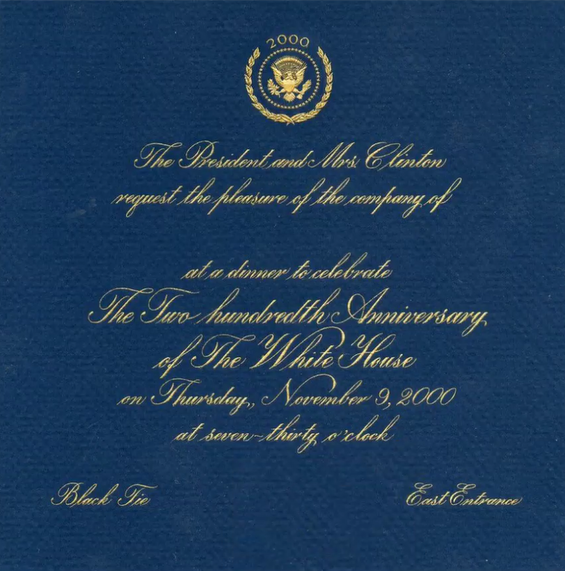 2000
The President and Mrs. Clinton
request the pleasure of the company of
at a dinner to celebrate
The Two hundredth Anniversary
of The White House
on Thursday, November 9, 2000
at seven-thirty o'clock
Black Tie
East Entrance